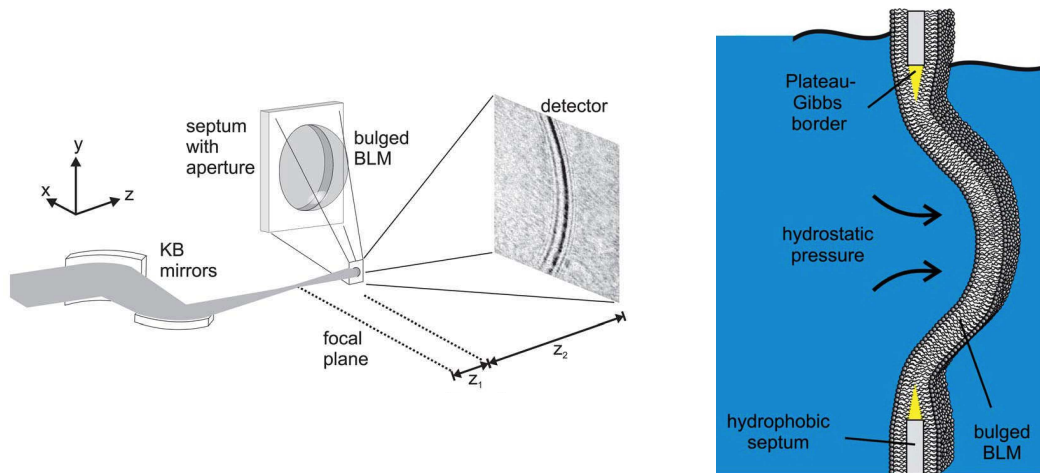 y
x
z
KB
mirrors
septum
with
aperture
bulged
BLM
detector
focal
plane
z₁
z₂
Plateau-
Gibbs
border
hydrostatic
pressure
hydrophobic
septum
bulged
BLM